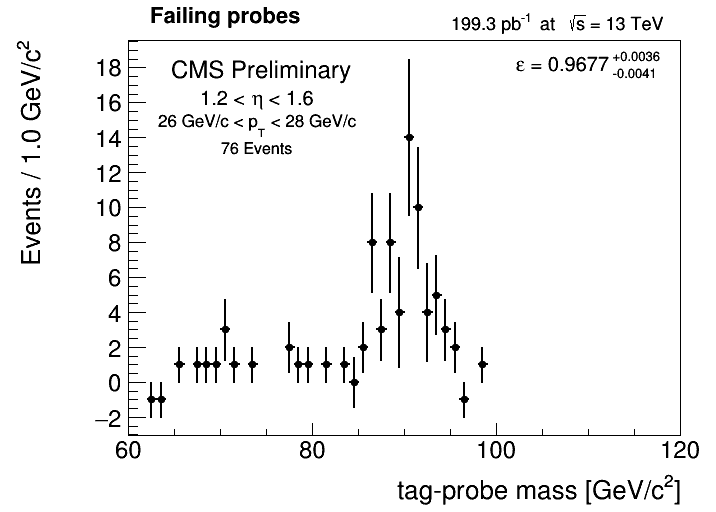 Failing probes
199.3 pb⁻¹ at √s = 13 TeV
CMS Preliminary
ε = 0.9677 +0.0036 -0.0041
1.2 < η < 1.6
26 GeV/c < p_T < 28 GeV/c
76 Events
Events / 1.0 GeV/c²
18
16
14
12
10
8
6
4
2
0
−2
60 80 100 120
tag-probe mass [GeV/c²]